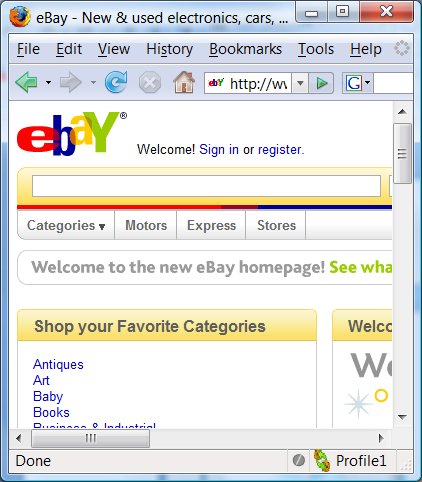 eBay - New & used electronics, cars, ...
File Edit View History Bookmarks Tools Help
http://w
G
ebay®
Welcome! Sign in or register.
Categories Motors Express Stores
Welcome to the new eBay homepage! See wha
Shop your Favorite Categories
Welco
Antiques
Art
Baby
Books
Business & Industrial
We
Done
Profile1